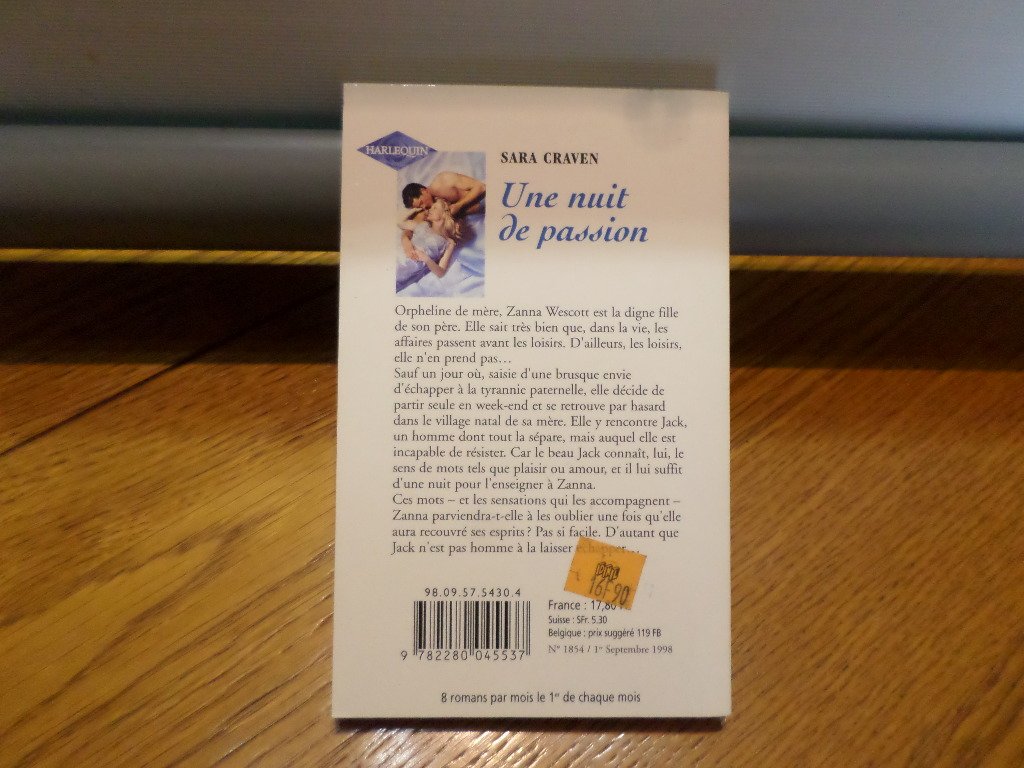 HARLEQUIN
SARA CRAVEN
Une nuit
de passion
Orpheline de mère, Zanna Wescott est la digne fille
de son père. Elle sait très bien que, dans la vie, les
affaires passent avant les loisirs. D'ailleurs, les loisirs,
elle n'en prend pas…
Sauf un jour où, saisie d'une brusque envie
d'échapper à la tyrannie paternelle, elle décide de
partir seule en week-end et se retrouve par hasard
dans le village natal de sa mère. Elle y rencontre Jack,
un homme dont tout la sépare, mais auquel elle est
incapable de résister. Car le beau Jack connaît, lui, le
sens de mots tels que plaisir ou amour, et il lui suffit
d'une nuit pour l'enseigner à Zanna.
Ces mots – et les sensations qui les accompagnent –
Zanna parviendra-t-elle à les oublier une fois qu'elle
aura recouvré ses esprits ? Pas si facile. D'autant que
Jack n'est pas homme à la laisser échapper…
16F90
98.09.57.5430.4
9 782280 045537
France : 17,80
Suisse : SFr. 5.30
Belgique : prix suggéré 119 FB
N° 1854 / 1er Septembre 1998
8 romans par mois le 1er de chaque mois